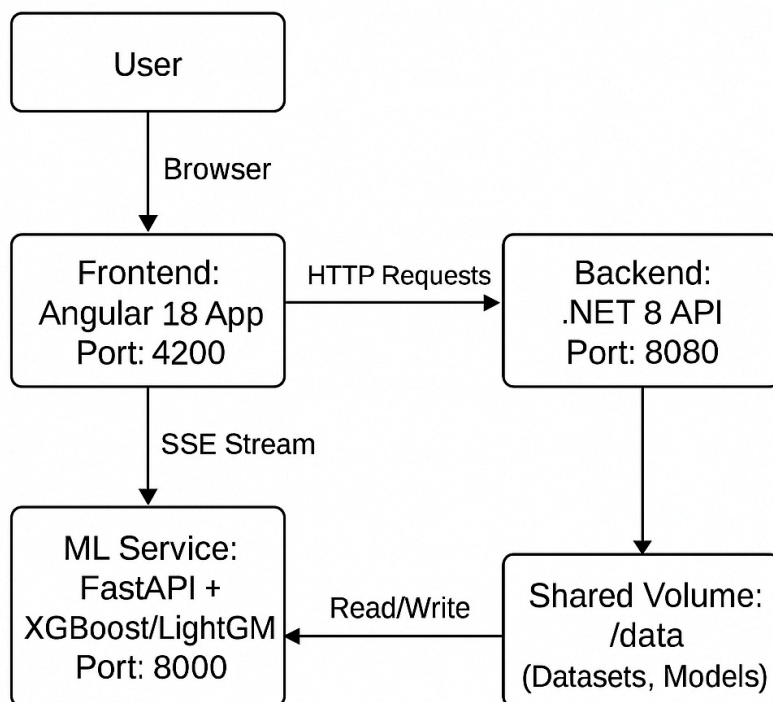 User
Browser
Frontend:
Angular 18 App
Port: 4200
HTTP Requests
Backend:
.NET 8 API
Port: 8080
SSE Stream
ML Service:
FastAPI +
XGBoost/LightGM
Port: 8000
Read/Write
Shared Volume:
/data
(Datasets, Models)